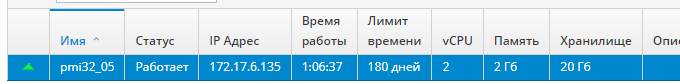 Имя Статус IP Адрес Время работы Лимит времени vCPU Память Хранилище Опис
pmi32_05 Работает 172.17.6.135 1:06:37 180 дней 2 2 Гб 20 Гб